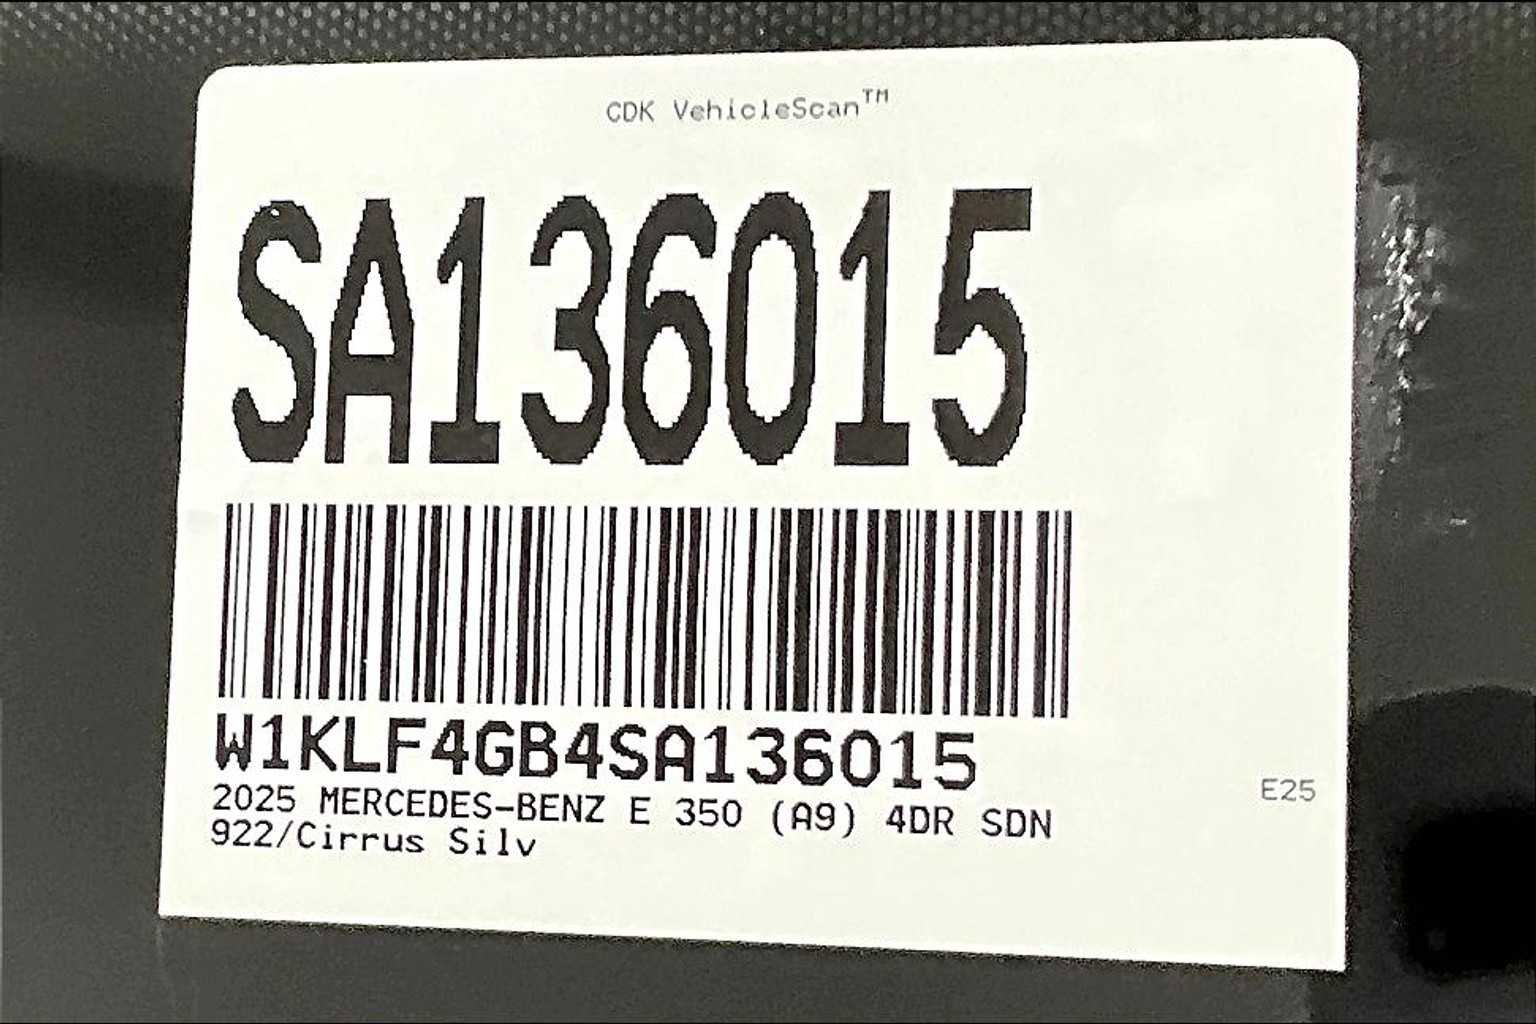 CDK VehicleScan™
SA136015
W1KLF4GB4SA136015
2025 MERCEDES-BENZ E 350 (A9) 4DR SDN
922/Cirrus Silv
E25